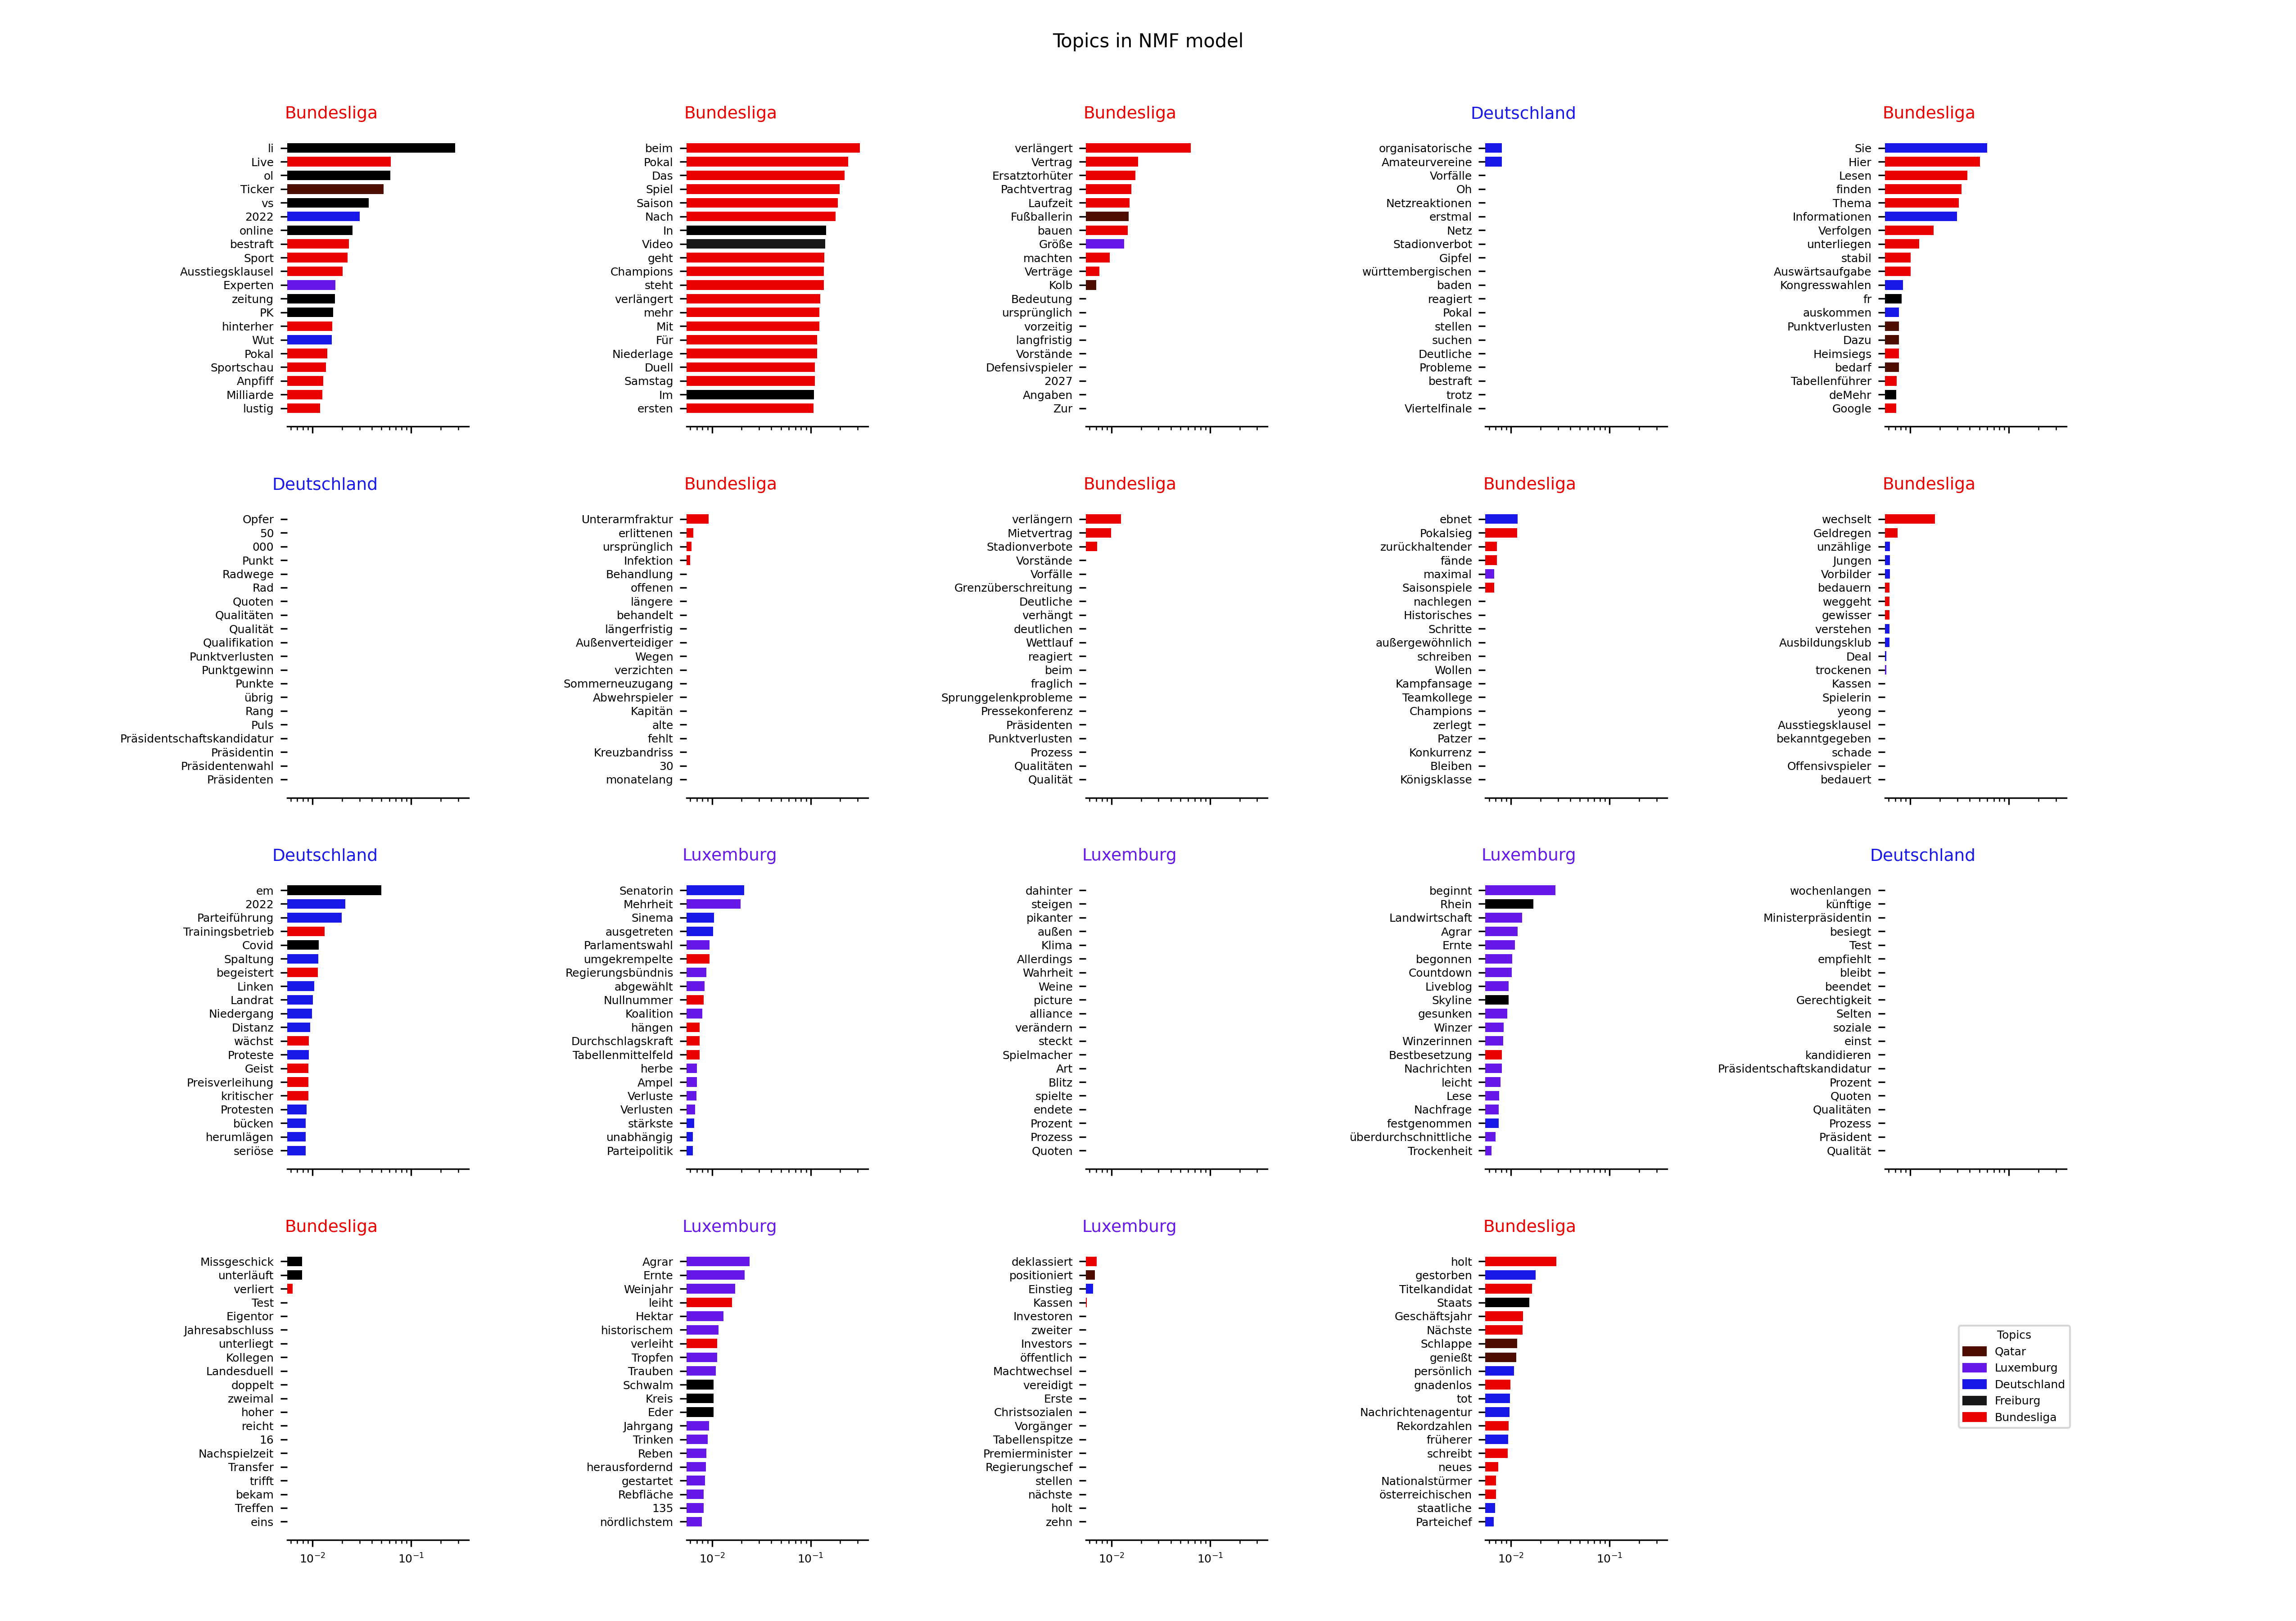 Topics in NMF model
Bundesliga
li
Live
ol
Ticker
vs
2022
online
bestraft
Sport
Ausstiegsklausel
Experten
zeitung
PK
hinterher
Wut
Pokal
Sportschau
Anpfiff
Milliarde
lustig
Bundesliga
beim
Pokal
Das
Spiel
Saison
Nach
In
Video
geht
Champions
steht
verlängert
mehr
Mit
Für
Niederlage
Duell
Samstag
Im
ersten
Bundesliga
verlängert
Vertrag
Ersatztorhüter
Pachtvertrag
Laufzeit
Fußballerin
bauen
Größe
machten
Verträge
Kolb
Bedeutung
ursprünglich
vorzeitig
langfristig
Vorstände
Defensivspieler
2027
Angaben
Zur
Deutschland
organisatorische
Amateurvereine
Vorfälle
Oh
Netzreaktionen
erstmal
Netz
Stadionverbot
Gipfel
württembergischen
baden
reagiert
Pokal
stellen
suchen
Deutliche
Probleme
bestraft
trotz
Viertelfinale
Bundesliga
Sie
Hier
Lesen
finden
Thema
Informationen
Verfolgen
unterliegen
stabil
Auswärtsaufgabe
Kongresswahlen
fr
auskommen
Punktverlusten
Dazu
Heimsiegs
bedarf
Tabellenführer
deMehr
Google
Deutschland
Opfer
50
000
Punkt
Radwege
Rad
Quoten
Qualitäten
Qualität
Qualifikation
Punktverlusten
Punktgewinn
Punkte
übrig
Rang
Puls
Präsidentschaftskandidatur
Präsidentin
Präsidentenwahl
Präsidenten
Bundesliga
Unterarmfraktur
erlittenen
ursprünglich
Infektion
Behandlung
offenen
längere
behandelt
längerfristig
Außenverteidiger
Wegen
verzichten
Sommerneuzugang
Abwehrspieler
Kapitän
alte
fehlt
Kreuzbandriss
30
monatelang
Bundesliga
verlängern
Mietvertrag
Stadionverbote
Vorstände
Vorfälle
Grenzüberschreitung
Deutliche
verhängt
deutlichen
Wettlauf
reagiert
beim
fraglich
Sprunggelenkprobleme
Pressekonferenz
Präsidenten
Punktverlusten
Prozess
Qualitäten
Qualität
Bundesliga
ebnet
Pokalsieg
zurückhaltender
fände
maximal
Saisonspiele
nachlegen
Historisches
Schritte
außergewöhnlich
schreiben
Wollen
Kampfansage
Teamkollege
Champions
zerlegt
Patzer
Konkurrenz
Bleiben
Königsklasse
Bundesliga
wechselt
Geldregen
unzählige
Jungen
Vorbilder
bedauern
weggeht
gewisser
verstehen
Ausbildungsklub
Deal
trockenen
Kassen
Spielerin
yeong
Ausstiegsklausel
bekanntgegeben
schade
Offensivspieler
bedauert
Deutschland
em
2022
Parteiführung
Trainingsbetrieb
Covid
Spaltung
begeistert
Linken
Landrat
Niedergang
Distanz
wächst
Proteste
Geist
Preisverleihung
kritischer
Protesten
bücken
herumlägen
seriöse
Luxemburg
Senatorin
Mehrheit
Sinema
ausgetreten
Parlamentswahl
umgekrempelte
Regierungsbündnis
abgewählt
Nullnummer
Koalition
hängen
Durchschlagskraft
Tabellenmittelfeld
herbe
Ampel
Verluste
Verlusten
stärkste
unabhängig
Parteipolitik
Luxemburg
dahinter
steigen
pikanter
außen
Klima
Allerdings
Wahrheit
Weine
picture
alliance
verändern
steckt
Spielmacher
Art
Blitz
spielte
endete
Prozent
Prozess
Quoten
Luxemburg
beginnt
Rhein
Landwirtschaft
Agrar
Ernte
begonnen
Countdown
Liveblog
Skyline
gesunken
Winzer
Winzerinnen
Bestbesetzung
Nachrichten
leicht
Lese
Nachfrage
festgenommen
überdurchschnittliche
Trockenheit
Deutschland
wochenlangen
künftige
Ministerpräsidentin
besiegt
Test
empfiehlt
bleibt
beendet
Gerechtigkeit
Selten
soziale
einst
kandidieren
Präsidentschaftskandidatur
Prozent
Quoten
Qualitäten
Prozess
Präsident
Qualität
Bundesliga
Missgeschick
unterläuft
verliert
Test
Eigentor
Jahresabschluss
unterliegt
Kollegen
Landesduell
doppelt
zweimal
hoher
reicht
16
Nachspielzeit
Transfer
trifft
bekam
Treffen
eins
10⁻² 10⁻¹
Luxemburg
Agrar
Ernte
Weinjahr
leiht
Hektar
historischem
verleiht
Tropfen
Trauben
Schwalm
Kreis
Eder
Jahrgang
Trinken
Reben
herausfordernd
gestartet
Rebfläche
135
nördlichstem
10⁻² 10⁻¹
Luxemburg
deklassiert
positioniert
Einstieg
Kassen
Investoren
zweiter
Investors
öffentlich
Machtwechsel
vereidigt
Erste
Christsozialen
Vorgänger
Tabellenspitze
Premierminister
Regierungschef
stellen
nächste
holt
zehn
10⁻² 10⁻¹
Bundesliga
holt
gestorben
Titelkandidat
Staats
Geschäftsjahr
Nächste
Schlappe
genießt
persönlich
gnadenlos
tot
Nachrichtenagentur
Rekordzahlen
früherer
schreibt
neues
Nationalstürmer
österreichischen
staatliche
Parteichef
10⁻² 10⁻¹
Topics
Qatar
Luxemburg
Deutschland
Freiburg
Bundesliga